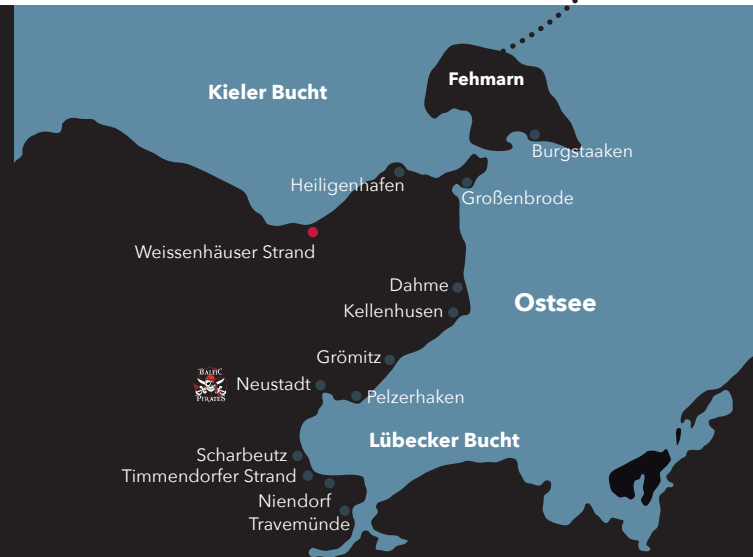 Kieler Bucht
Fehmarn
Burgstaaken
Heiligenhafen
Großenbrode
Weissenhäuser Strand
Dahme
Ostsee
Kellenhusen
Grömitz
BALTIC
PIRATES
Neustadt
Pelzerhaken
Lübecker Bucht
Scharbeutz
Timmendorfer Strand
Niendorf
Travemünde